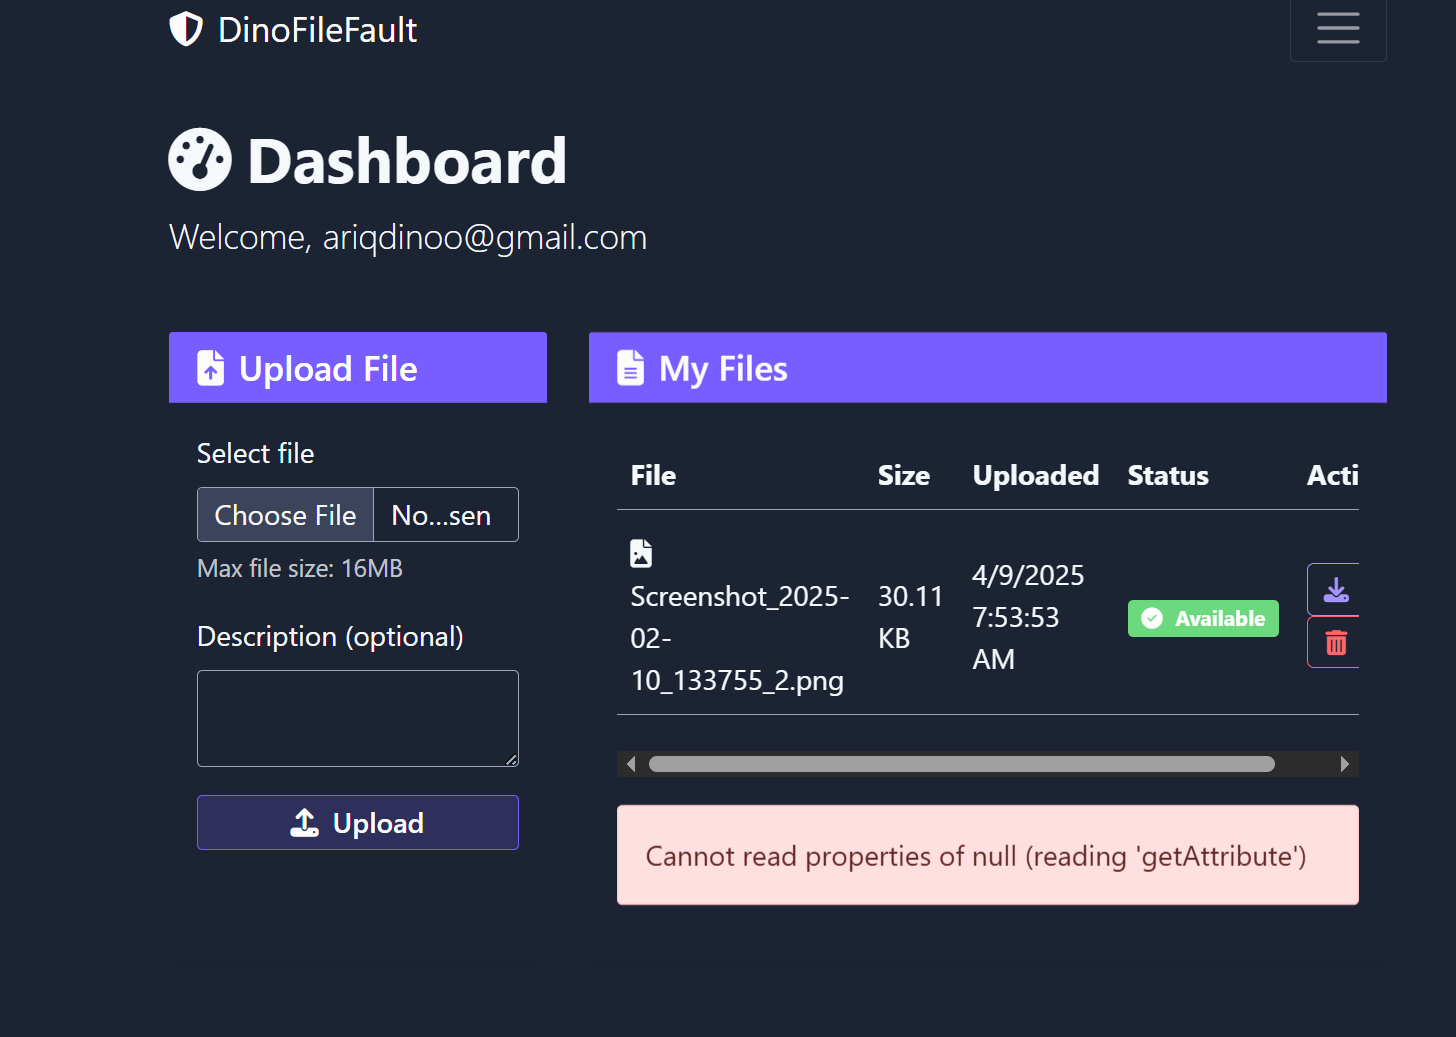 DinoFileFault
Dashboard
Welcome, ariqdinoo@gmail.com
Upload File
Select file
Choose File No...sen
Max file size: 16MB
Description (optional)
Upload
My Files
File Size Uploaded Status Acti
Screenshot_2025-
02-
10_133755_2.png
30.11
KB
4/9/2025
7:53:53
AM
Available
Cannot read properties of null (reading 'getAttribute')